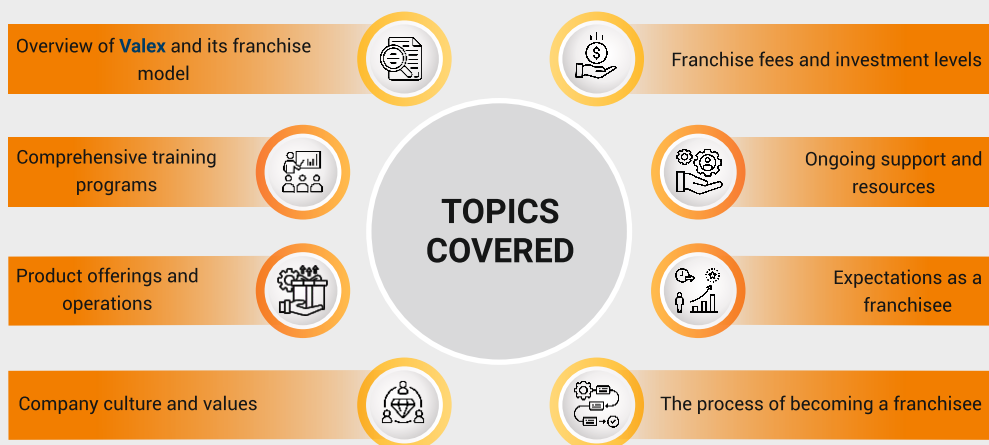 Overview of Valex and its franchise
model
Comprehensive training
programs
Product offerings and
operations
Company culture and values
TOPICS
COVERED
Franchise fees and investment levels
Ongoing support and
resources
Expectations as a
franchisee
The process of becoming a franchisee